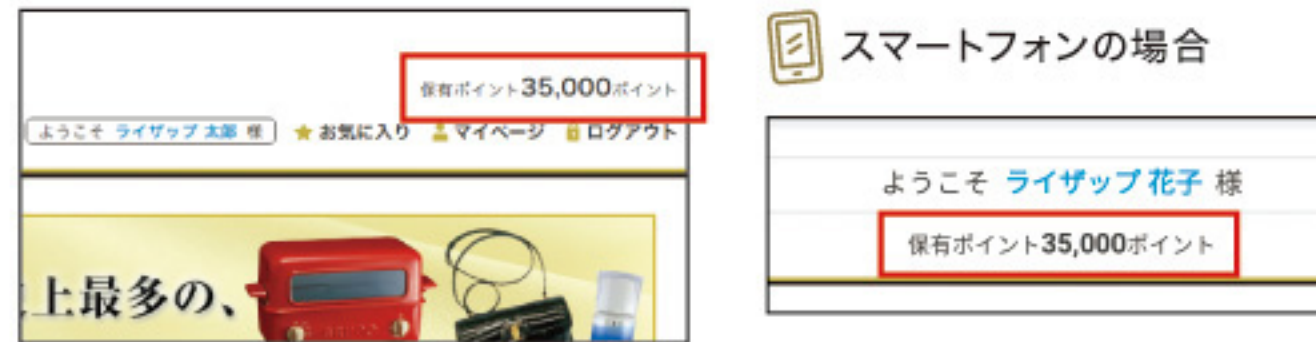 保有ポイント35,000ポイント
ようこそ ライザップ 太郎 様 お気に入り マイページ ログアウト
上最多の、
スマートフォンの場合
ようこそ ライザップ 花子 様
保有ポイント35,000ポイント